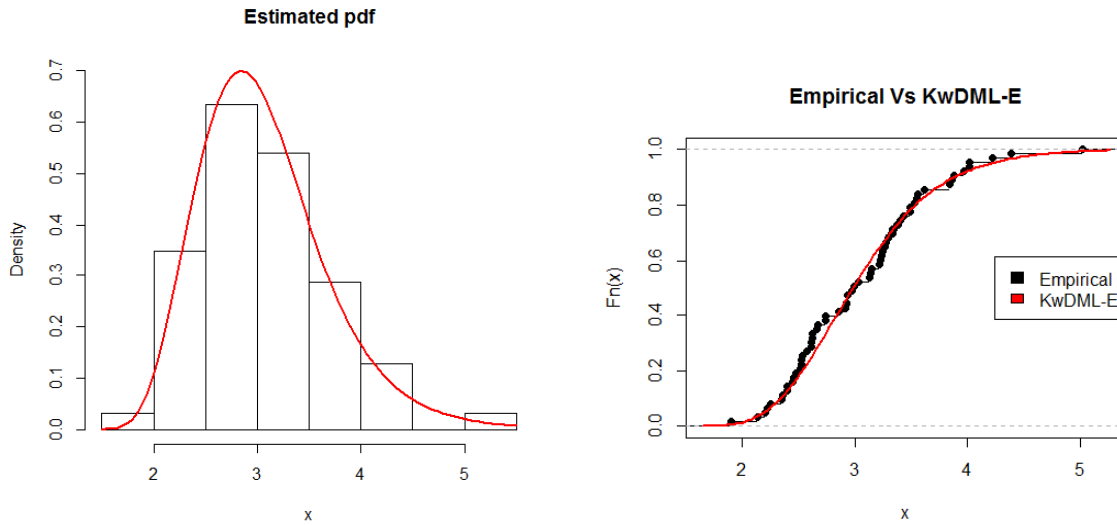 Estimated pdf
Density
0.0 0.1 0.2 0.3 0.4 0.5 0.6 0.7
2 3 4 5
x
Empirical Vs KwDML-E
Fn(x)
0.0 0.2 0.4 0.6 0.8 1.0
Empirical
KwDML-E
2 3 4 5
x